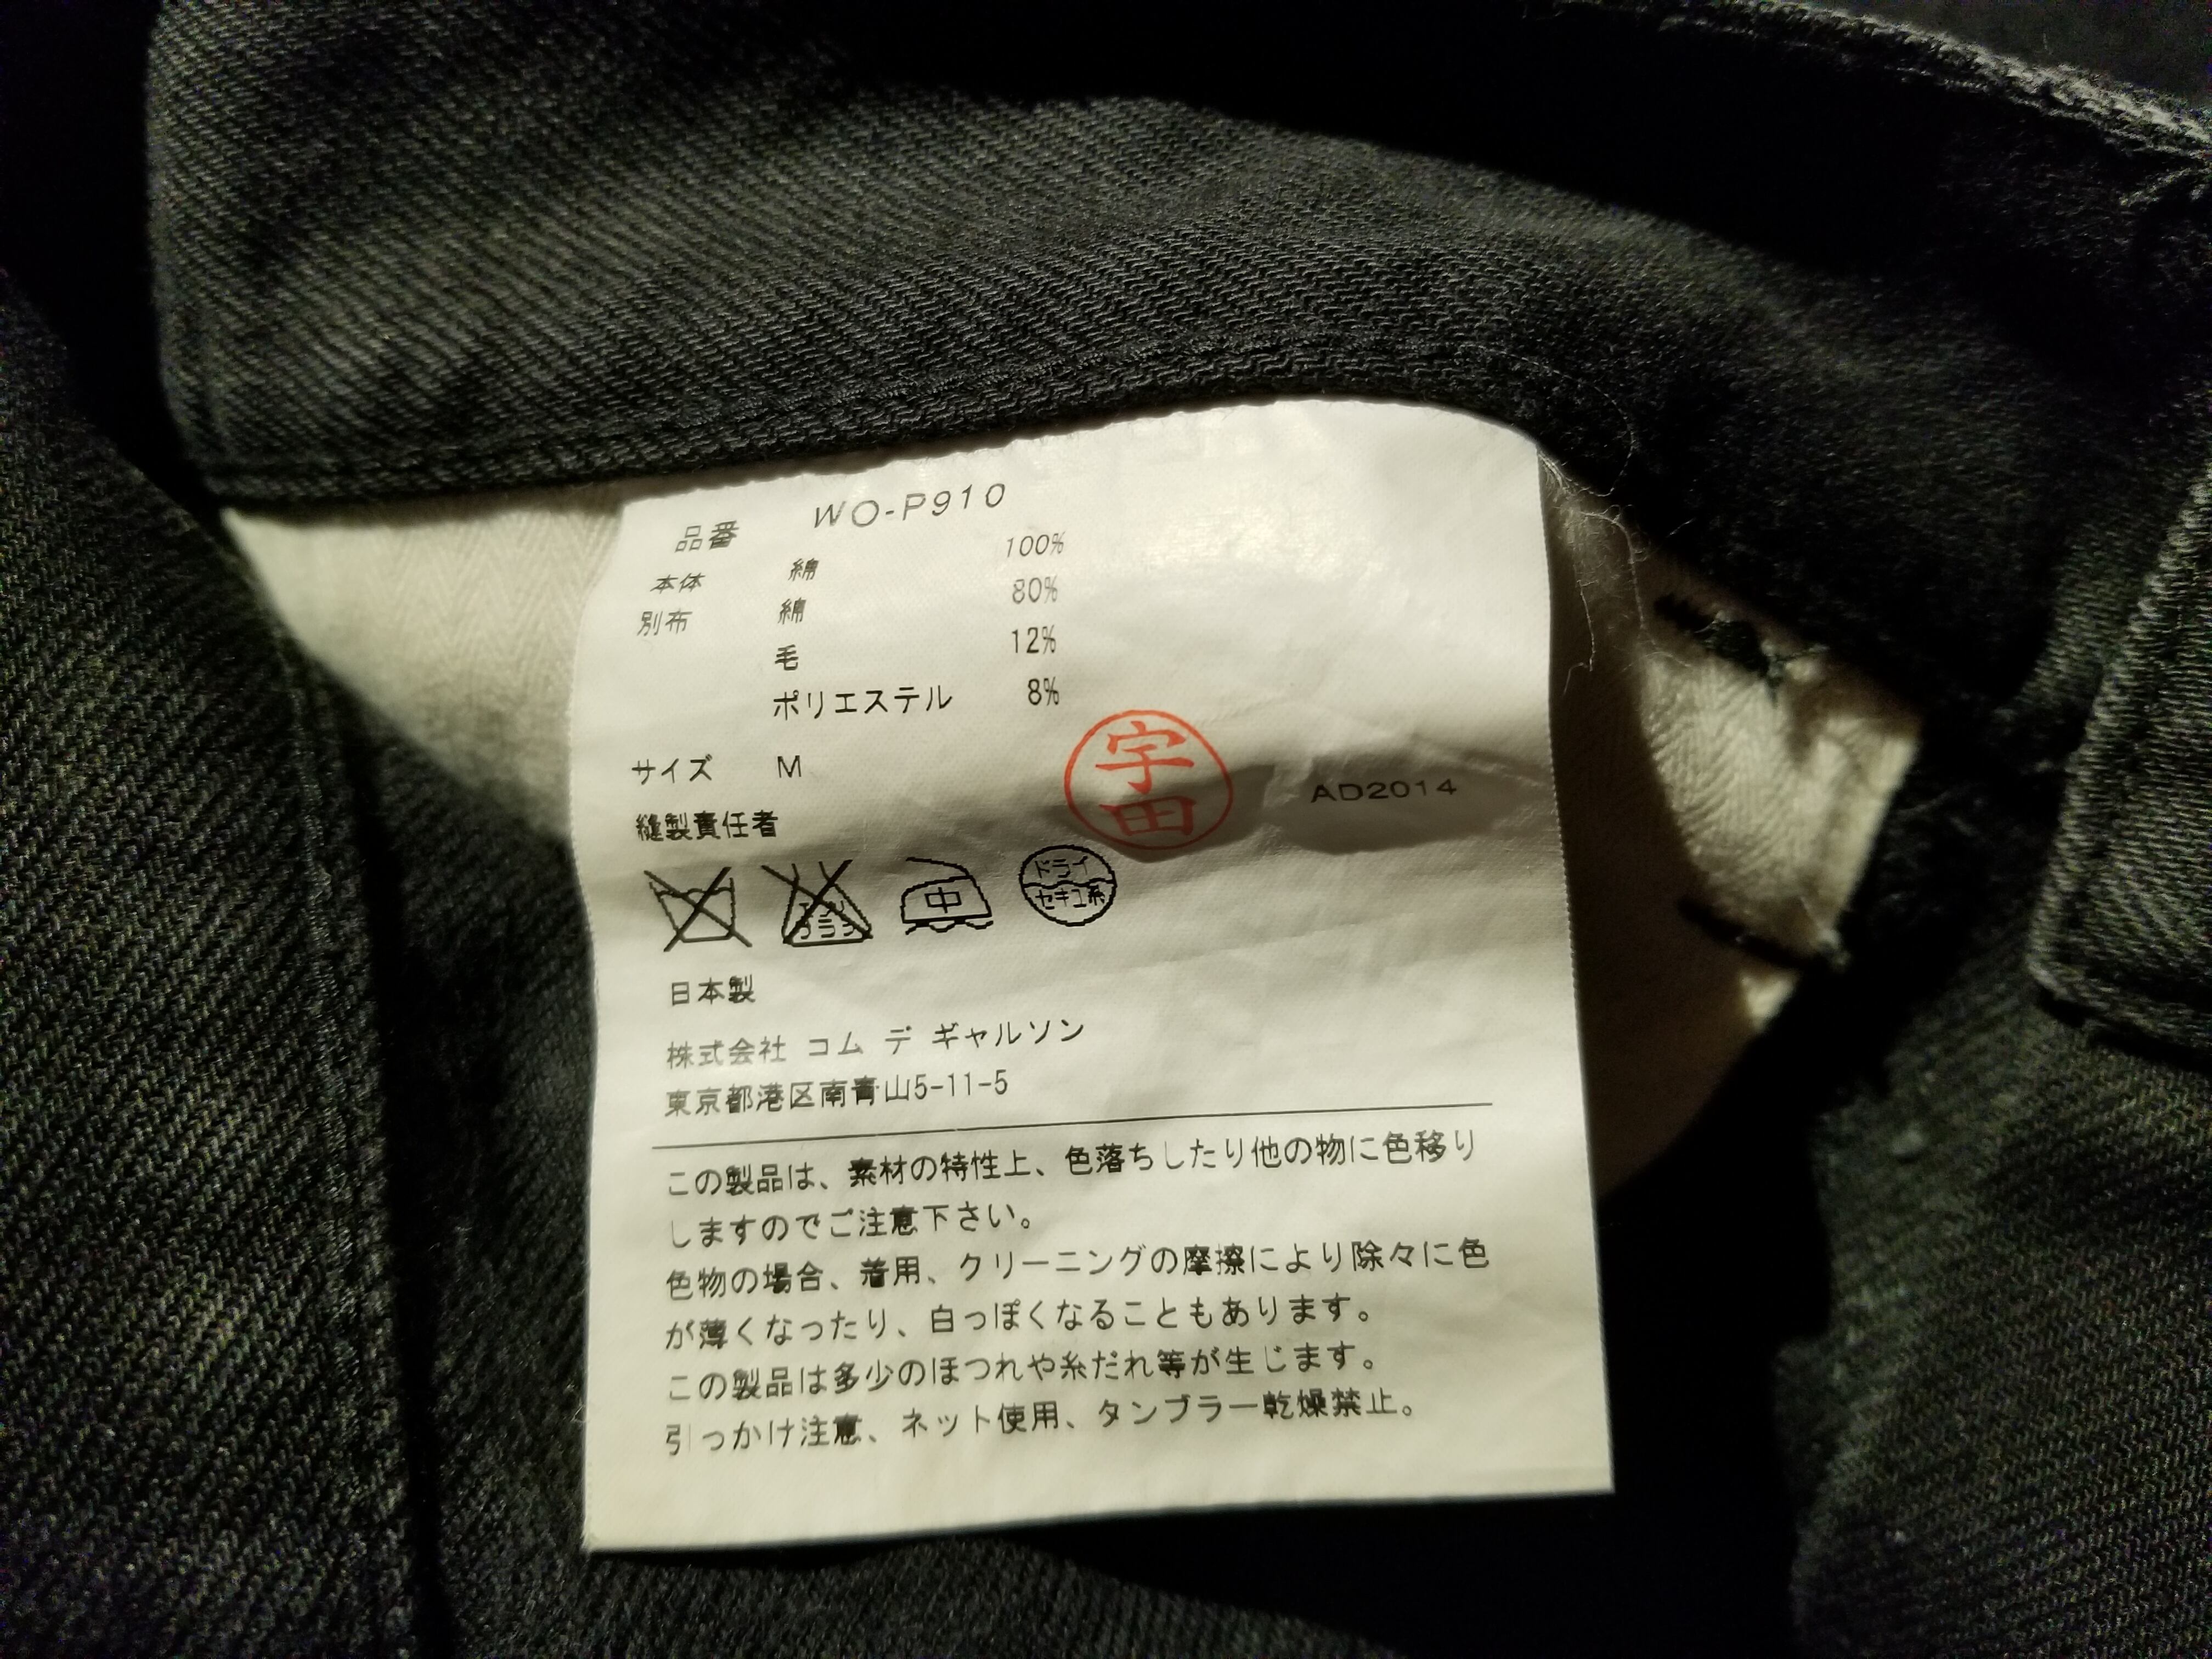 品番 WO-P910
本体 綿 100%
別布 綿 80%
毛 12%
ポリエステル 8%
サイズ M
宇田
AD2014
縫製責任者
エンソ
サラシ
中
ドライ
セキユ系
日本製
株式会社 コム デ ギャルソン
東京都港区南青山5-11-5
この製品は、素材の特性上、色落ちしたり他の物に色移り
しますのでご注意下さい。
色物の場合、着用、クリーニングの摩擦により除々に色
が薄くなったり、白っぽくなることもあります。
この製品は多少のほつれや糸だれ等が生じます。
引っかけ注意、ネット使用、タンブラー乾燥禁止。